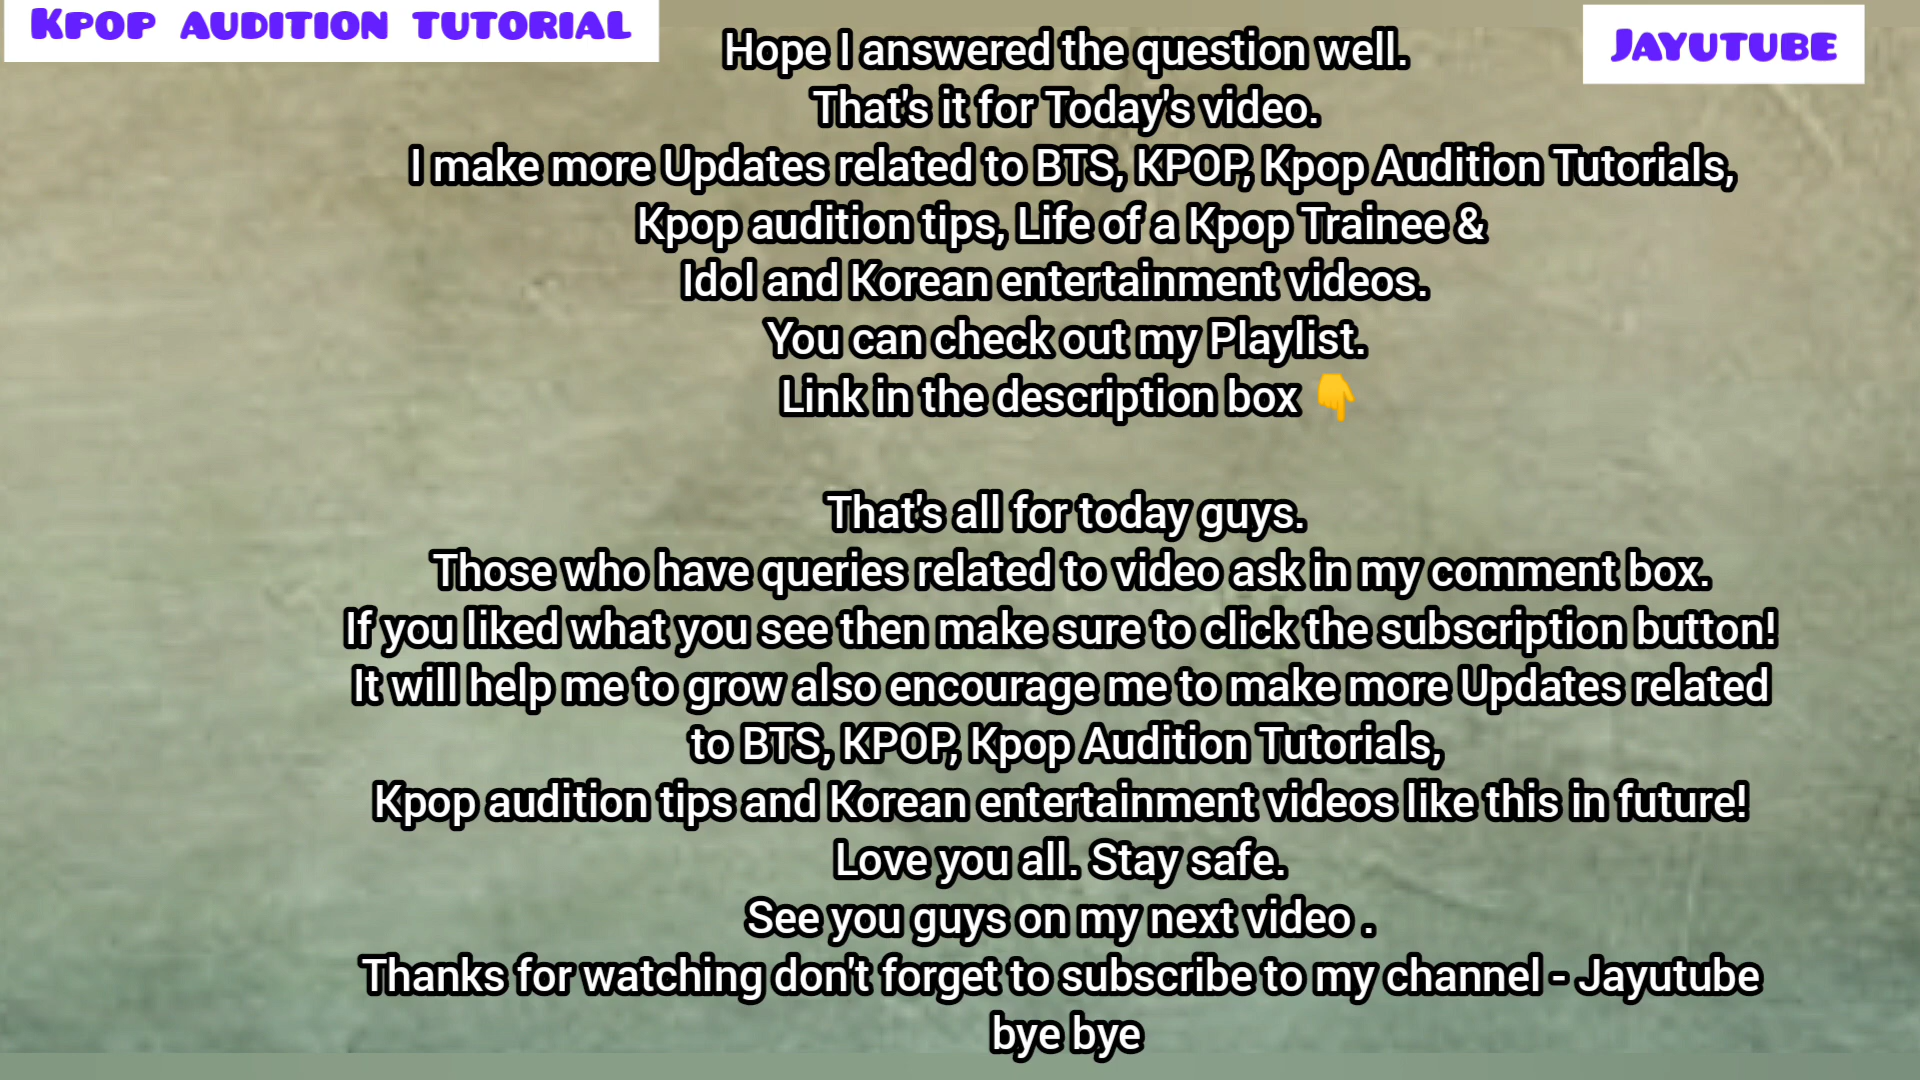 Kpop audition tutorial
Jayutube
Hope I answered the question well.
That's it for Today's video.
I make more Updates related to BTS, KPOP, Kpop Audition Tutorials,
Kpop audition tips, Life of a Kpop Trainee &
Idol and Korean entertainment videos.
You can check out my Playlist.
Link in the description box 👇
That's all for today guys.
Those who have queries related to video ask in my comment box.
If you liked what you see then make sure to click the subscription button!
It will help me to grow also encourage me to make more Updates related
to BTS, KPOP, Kpop Audition Tutorials,
Kpop audition tips and Korean entertainment videos like this in future!
Love you all. Stay safe.
See you guys on my next video .
Thanks for watching don't forget to subscribe to my channel - Jayutube
bye bye